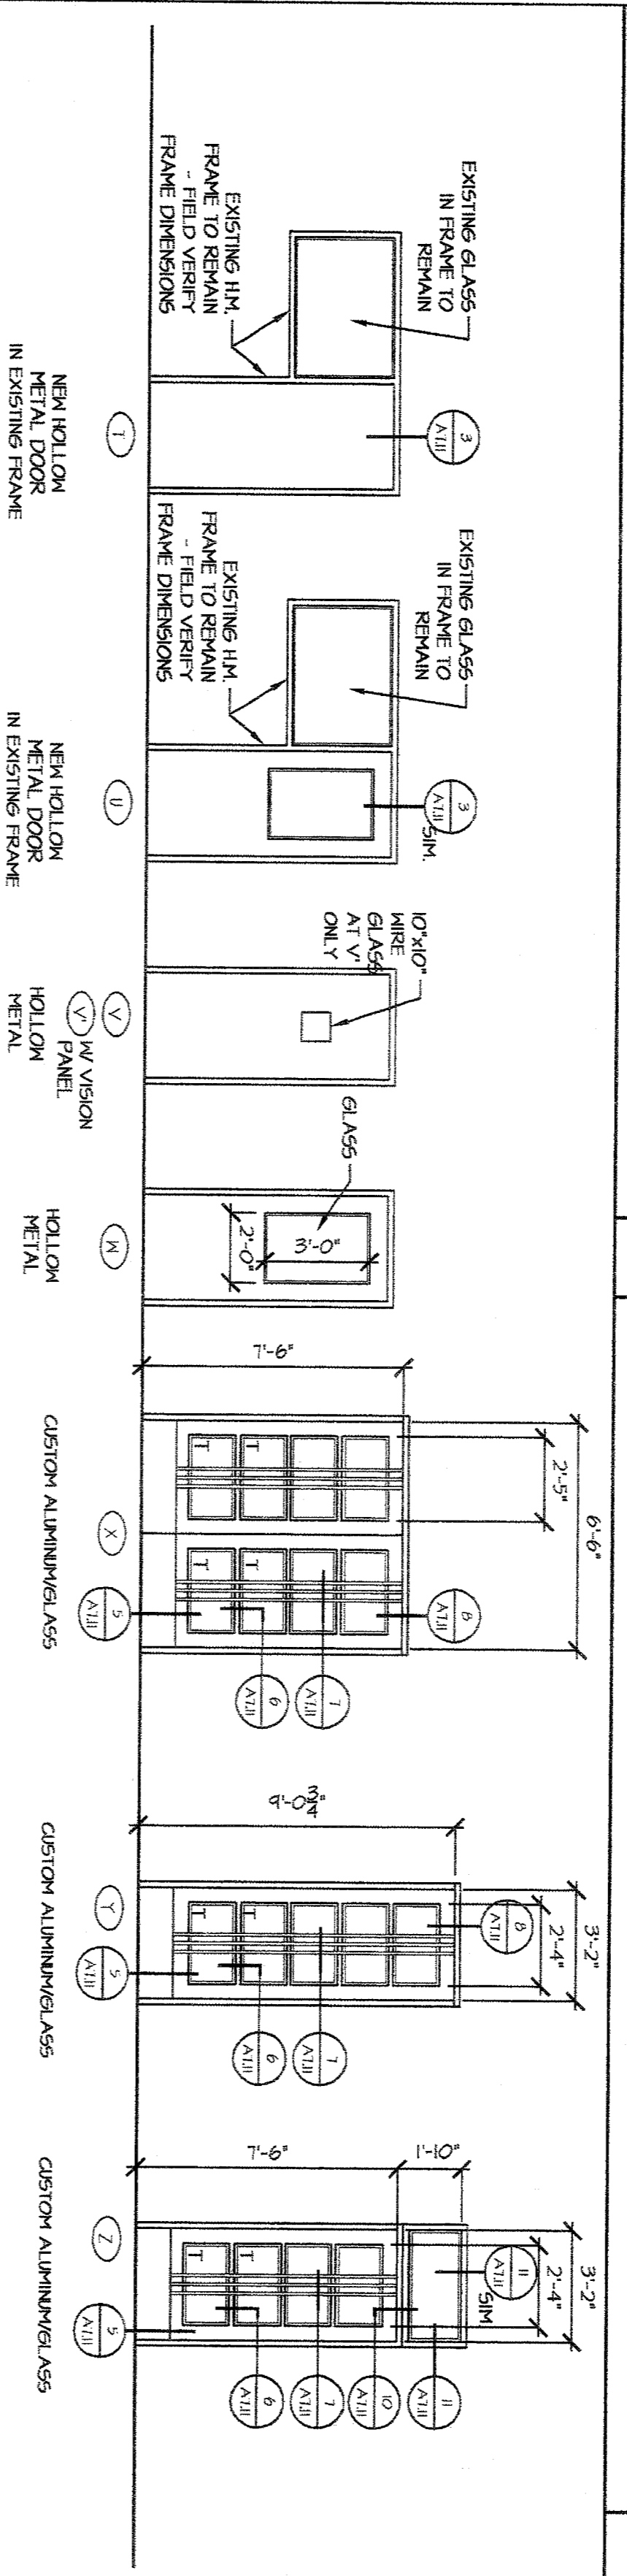 EXISTING GLASS
IN FRAME TO
REMAIN
EXISTING H.M.
FRAME TO REMAIN
- FIELD VERIFY
FRAME DIMENSIONS
3
A7.11
T
NEW HOLLOW
METAL DOOR
IN EXISTING FRAME
EXISTING GLASS
IN FRAME TO
REMAIN
EXISTING H.M.
FRAME TO REMAIN
- FIELD VERIFY
FRAME DIMENSIONS
3
A7.11
SIM.
U
NEW HOLLOW
METAL DOOR
IN EXISTING FRAME
10"x10"
WIRE
GLASS
AT V'
ONLY
V
V' W/ VISION
PANEL
HOLLOW
METAL
GLASS
3'-0"
2'-0"
W
HOLLOW
METAL
6'-6"
2'-5"
7'-6"
T
T
T
T
8
A7.11
7
A7.11
6
A7.11
5
A7.11
X
CUSTOM ALUMINUM/GLASS
3'-2"
2'-4"
9'-0 3/4"
8
A7.11
T
T
7
A7.11
6
A7.11
5
A7.11
Y
CUSTOM ALUMINUM/GLASS
3'-2"
2'-4"
1'-10"
7'-6"
11
A7.11
SIM
T
T
11
A7.11
10
A7.11
7
A7.11
6
A7.11
5
A7.11
Z
CUSTOM ALUMINUM/GLASS